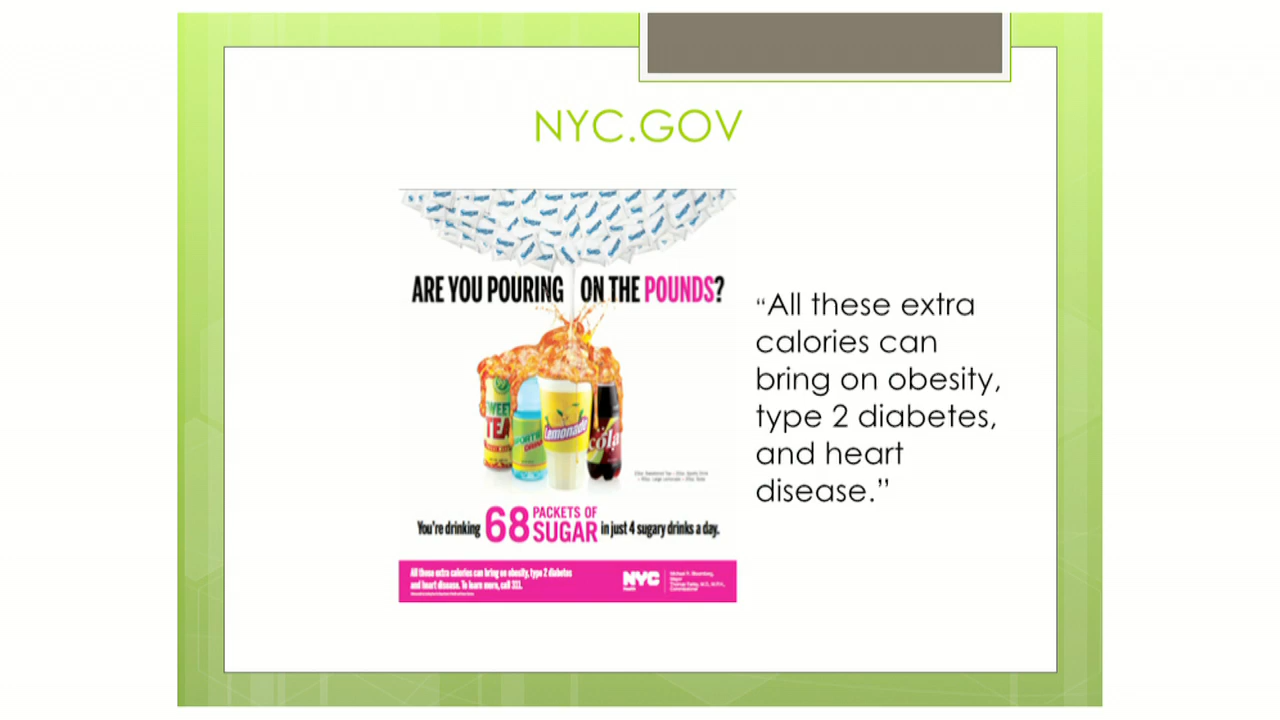 NYC.GOV
Sugar
ARE YOU POURING ON THE POUNDS?
SWEET
TEA
SPORTS
DRINK
Lemonade
cola
You're drinking 68 PACKETS OF SUGAR in just 4 sugary drinks a day.
All these extra calories can bring on obesity, type 2 diabetes
and heart disease. To learn more, call 311.
NYC
Health
Michael R. Bloomberg,
Mayor
Thomas Farley, M.D., M.P.H.,
Commissioner
“All these extra
calories can
bring on obesity,
type 2 diabetes,
and heart
disease.”